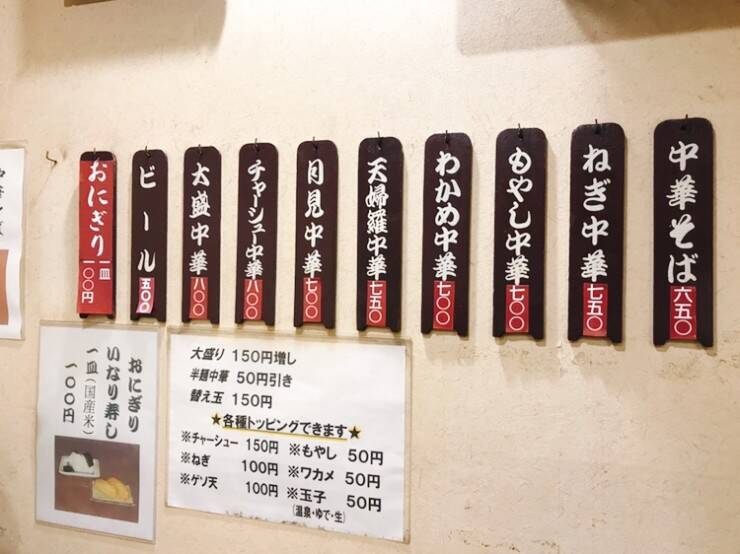 中華そば 六五〇
ねぎ中華 七五〇
もやし中華 七〇〇
わかめ中華 七〇〇
天婦羅中華 七五〇
月見中華 七〇〇
チャーシュー中華 八〇〇
大盛中華 八〇〇
ビール 五〇〇
おにぎり 一皿 一〇〇円
大盛り 150円増し
半麺中華 50円引き
替え玉 150円
★各種トッピングできます★
※チャーシュー 150円 ※もやし 50円
※ねぎ 100円 ※ワカメ 50円
※ゲソ天 100円 ※玉子 50円
(温泉・ゆで・生)
おにぎり
いなり寿し
一皿(国産米)
一〇〇円